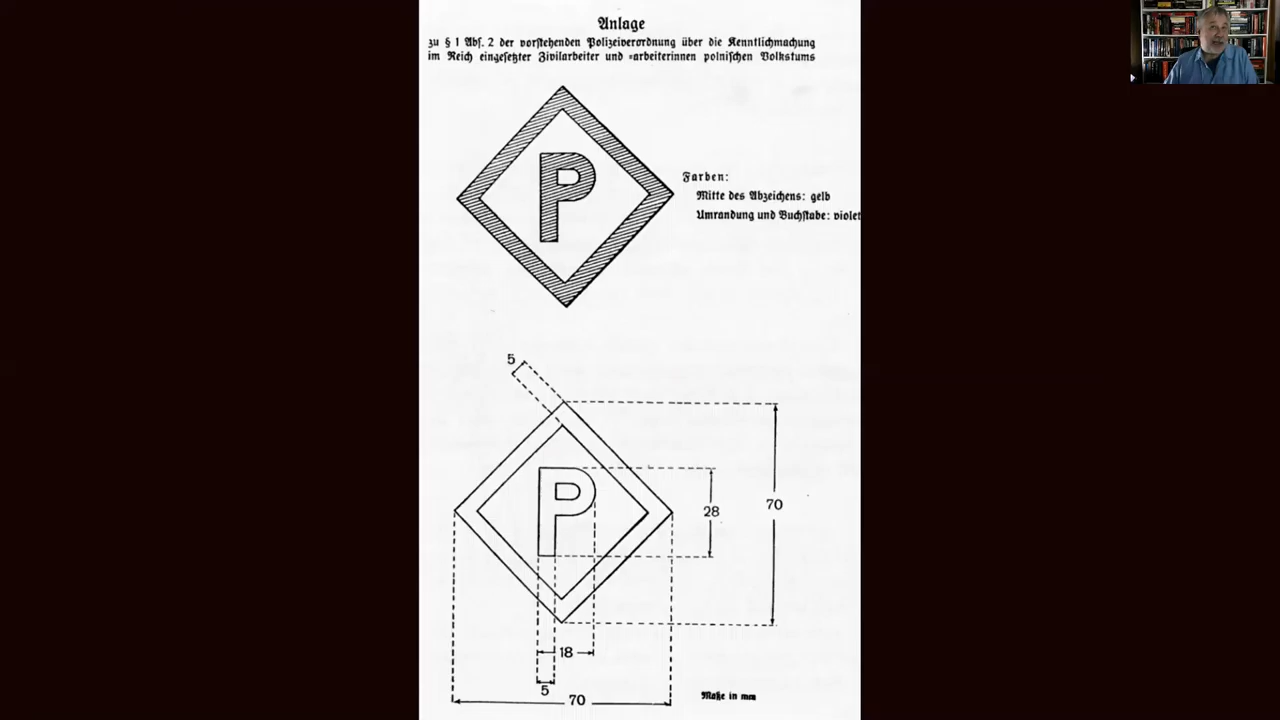 Anlage
zu § 1 Abs. 2 der vorstehenden Polizeiverordnung über die Kenntlichmachung
im Reich eingesetzter Zivilarbeiter und =arbeiterinnen polnischen Volkstums
P
Farben:
Mitte des Abzeichens: gelb
Umrandung und Buchstabe: violet
5
P
28
70
18
5
70
Maße in mm